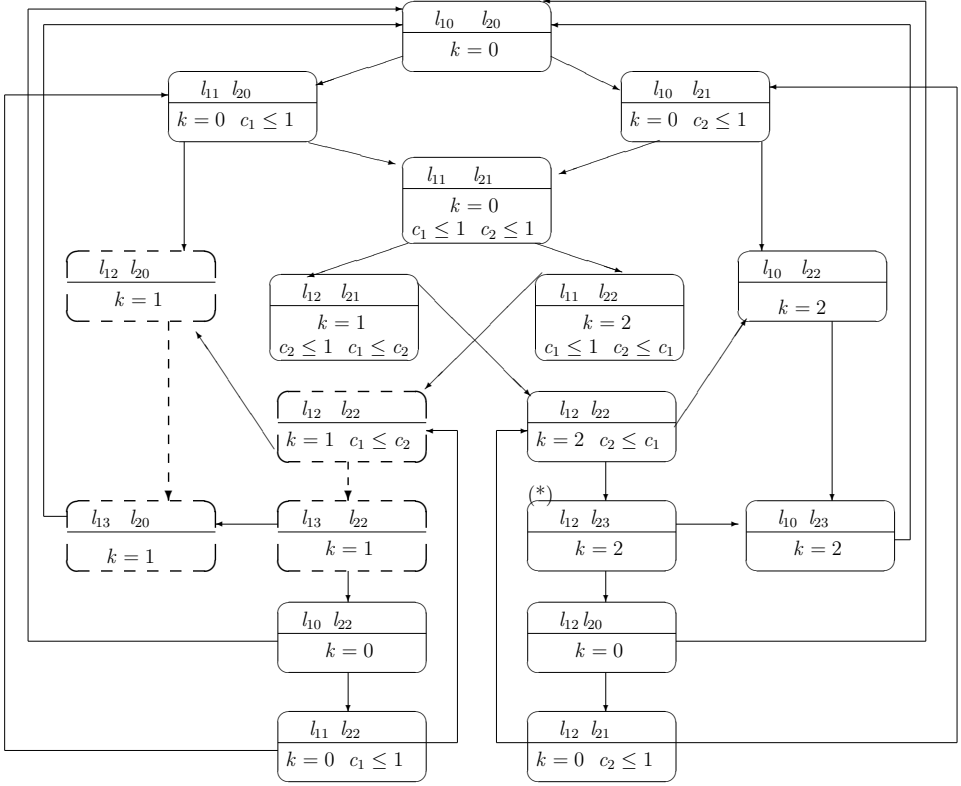 l₁₀ l₂₀
k = 0
l₁₁ l₂₀
k = 0 c₁ ≤ 1
l₁₀ l₂₁
k = 0 c₂ ≤ 1
l₁₁ l₂₁
k = 0
c₁ ≤ 1 c₂ ≤ 1
l₁₂ l₂₀
k = 1
l₁₂ l₂₁
k = 1
c₂ ≤ 1 c₁ ≤ c₂
l₁₁ l₂₂
k = 2
c₁ ≤ 1 c₂ ≤ c₁
l₁₀ l₂₂
k = 2
l₁₂ l₂₂
k = 1 c₁ ≤ c₂
l₁₂ l₂₂
k = 2 c₂ ≤ c₁
l₁₃ l₂₀
k = 1
l₁₃ l₂₂
k = 1
(*)
l₁₂ l₂₃
k = 2
l₁₀ l₂₃
k = 2
l₁₀ l₂₂
k = 0
l₁₂ l₂₀
k = 0
l₁₁ l₂₂
k = 0 c₁ ≤ 1
l₁₂ l₂₁
k = 0 c₂ ≤ 1